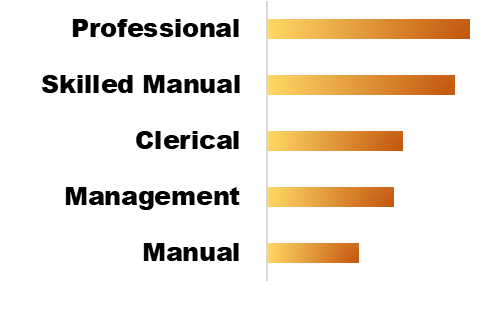 Professional
Skilled Manual
Clerical
Management
Manual